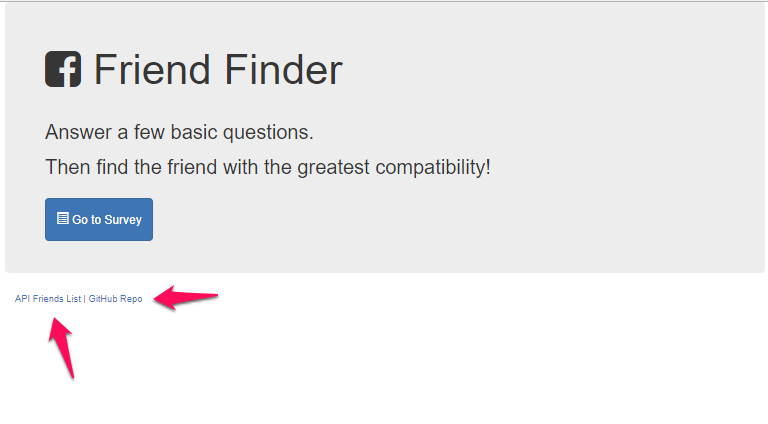 Friend Finder
Answer a few basic questions.
Then find the friend with the greatest compatibility!
Go to Survey
API Friends List | GitHub Repo